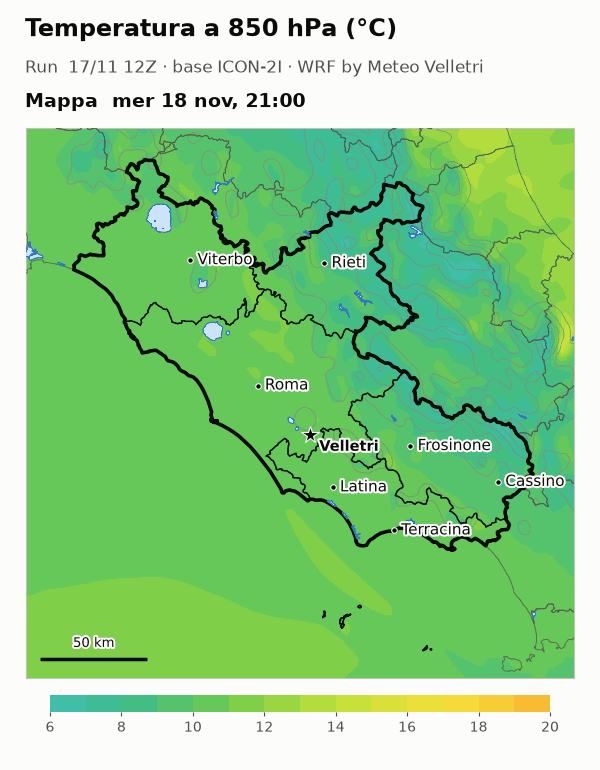 Temperatura a 850 hPa (°C)
Run  17/11 12Z · base ICON-2I · WRF by Meteo Velletri
Mappa  mer 18 nov, 21:00
Viterbo
Rieti
Roma
Velletri
Frosinone
Latina
Cassino
Terracina
50 km
6 8 10 12 14 16 18 20